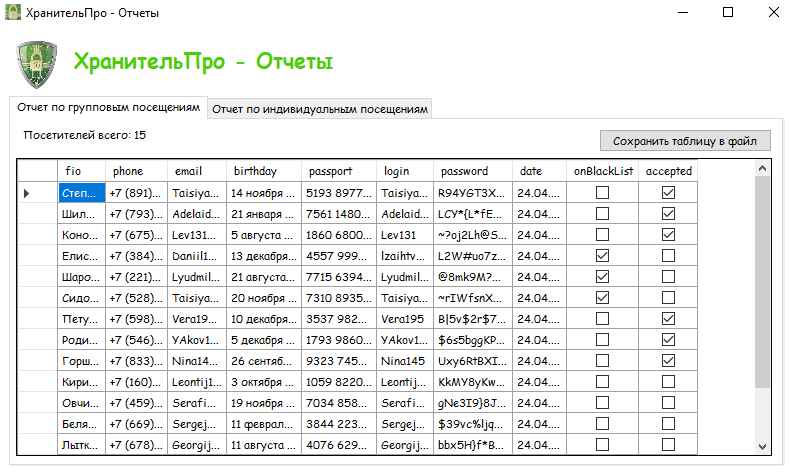 ХранительПро - Отчеты
ХранительПро - Отчеты
Отчет по групповым посещениям Отчет по индивидуальным посещениям
Посетителей всего: 15
Сохранить таблицу в файл
fio phone email birthday passport login password date onBlackList accepted
Степ... +7 (891)... Taisiya... 14 ноября ... 5193 8977... Taisiya... R94YGT3X... 24.04....
Шил... +7 (793)... Adelaid... 21 января ... 7561 1480... Adelaid... LCY*{L*fE... 24.04....
Коно... +7 (675)... Lev131... 5 августа ... 1860 6800... Lev131 ~?oj2Lh@S... 24.04....
Елис... +7 (384)... Daniil1... 13 декабря... 4557 999... lzaihtv... L2W#uo7z... 24.04....
Шаро... +7 (221)... Lyudmil... 21 августа... 7715 6394... Lyudmil... @8mk9M?... 24.04....
Сидо... +7 (528)... Taisiya... 20 ноября ... 7310 8935... Taisiya... ~rIWfsnX... 24.04....
Пету... +7 (598)... Vera19... 10 декабря... 3537 982... Vera195 B|5v$2r$7... 24.04....
Роди... +7 (546)... YAkov1... 5 декабря ... 1793 9860... YAkov1... $6s5bggKP... 24.04....
Горш... +7 (833)... Nina14... 26 сентяб... 9323 745... Nina145 Uxy6RtBXI... 24.04....
Кири... +7 (160)... Leontij1... 3 октября ... 1059 8220... Leontij... KkMY8yKw... 24.04....
Овчи... +7 (459)... Serafi... 19 ноября ... 7034 858... Serafi... gNe3I9}8J... 24.04....
Беля... +7 (669)... Sergej... 11 феврал... 3844 223... Sergej... $39vc%ljq... 24.04....
Лытк... +7 (678)... Georgij... 11 августа ... 4076 629... Georgij... bbx5H}f*B... 24.04....